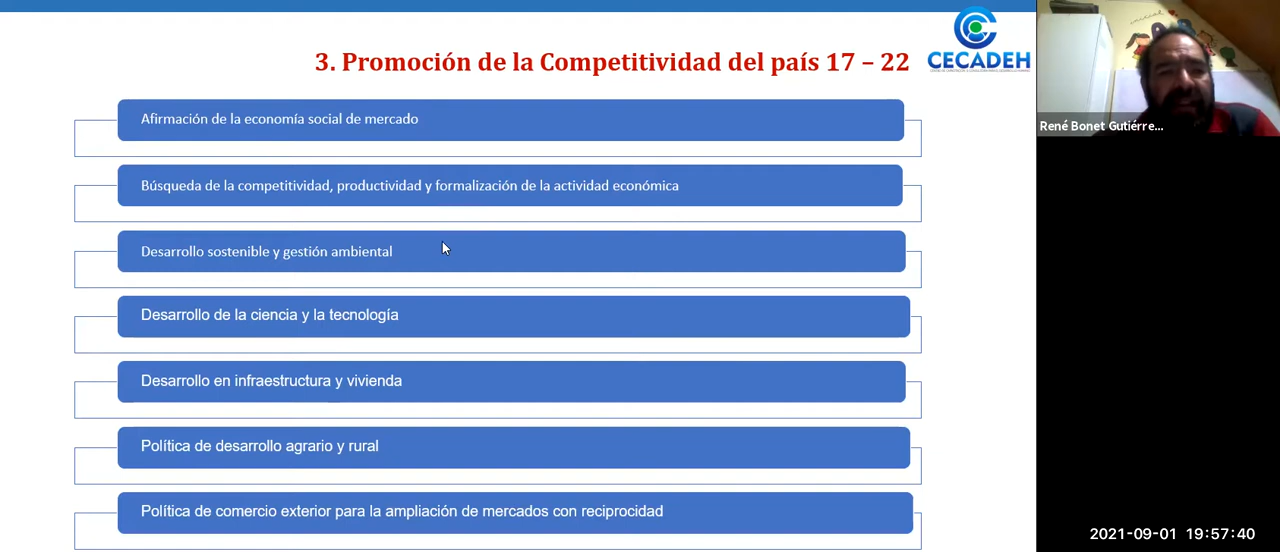 3. Promoción de la Competitividad del país 17 – 22
CECADEH
Afirmación de la economía social de mercado
Búsqueda de la competitividad, productividad y formalización de la actividad económica
Desarrollo sostenible y gestión ambiental
Desarrollo de la ciencia y la tecnología
Desarrollo en infraestructura y vivienda
Política de desarrollo agrario y rural
Política de comercio exterior para la ampliación de mercados con reciprocidad
René Bonet Gutiérre...
2021-09-01 19:57:40